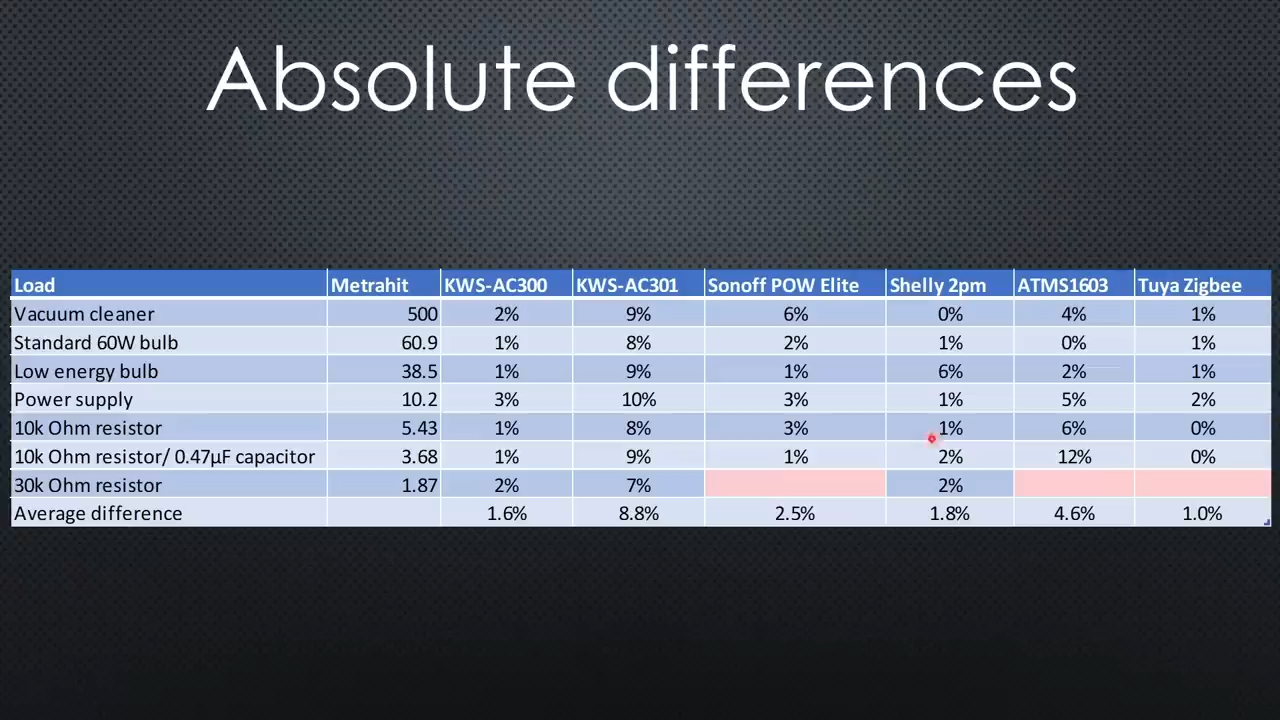 Absolute differences
Load Metrahit KWS-AC300 KWS-AC301 Sonoff POW Elite Shelly 2pm ATMS1603 Tuya Zigbee
Vacuum cleaner 500 2% 9% 6% 0% 4% 1%
Standard 60W bulb 60.9 1% 8% 2% 1% 0% 1%
Low energy bulb 38.5 1% 9% 1% 6% 2% 1%
Power supply 10.2 3% 10% 3% 1% 5% 2%
10k Ohm resistor 5.43 1% 8% 3% 1% 6% 0%
10k Ohm resistor/ 0.47µF capacitor 3.68 1% 9% 1% 2% 12% 0%
30k Ohm resistor 1.87 2% 7% 2%
Average difference 1.6% 8.8% 2.5% 1.8% 4.6% 1.0%